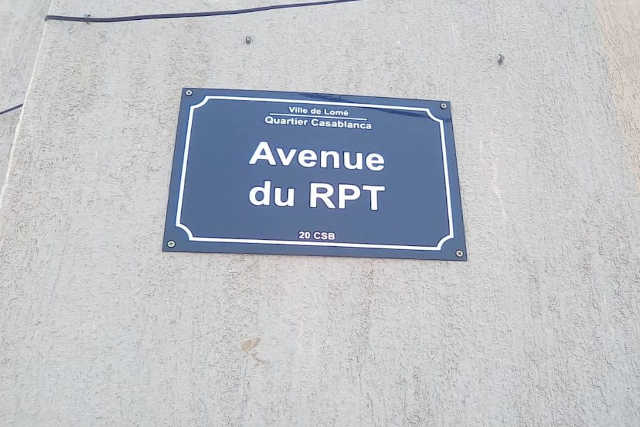 Ville de Lomé
Quartier Casablanca
Avenue
du RPT
20 CSB